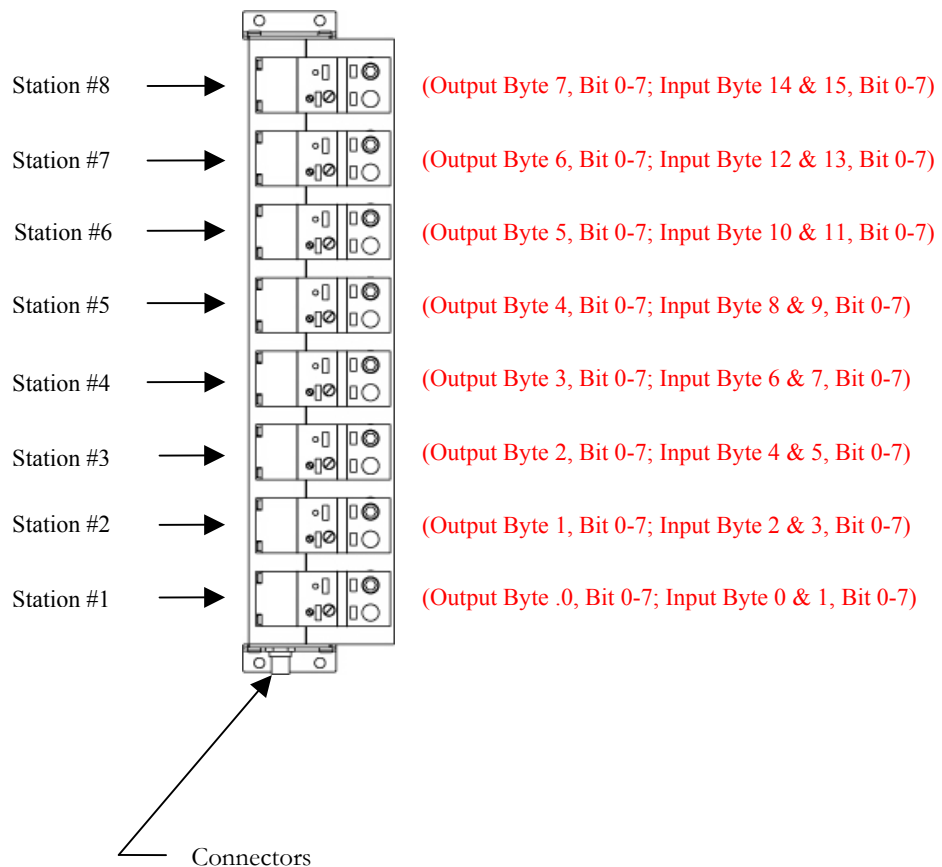 Station #8 (Output Byte 7, Bit 0-7; Input Byte 14 & 15, Bit 0-7)
Station #7 (Output Byte 6, Bit 0-7; Input Byte 12 & 13, Bit 0-7)
Station #6 (Output Byte 5, Bit 0-7; Input Byte 10 & 11, Bit 0-7)
Station #5 (Output Byte 4, Bit 0-7; Input Byte 8 & 9, Bit 0-7)
Station #4 (Output Byte 3, Bit 0-7; Input Byte 6 & 7, Bit 0-7)
Station #3 (Output Byte 2, Bit 0-7; Input Byte 4 & 5, Bit 0-7)
Station #2 (Output Byte 1, Bit 0-7; Input Byte 2 & 3, Bit 0-7)
Station #1 (Output Byte .0, Bit 0-7; Input Byte 0 & 1, Bit 0-7)
Connectors